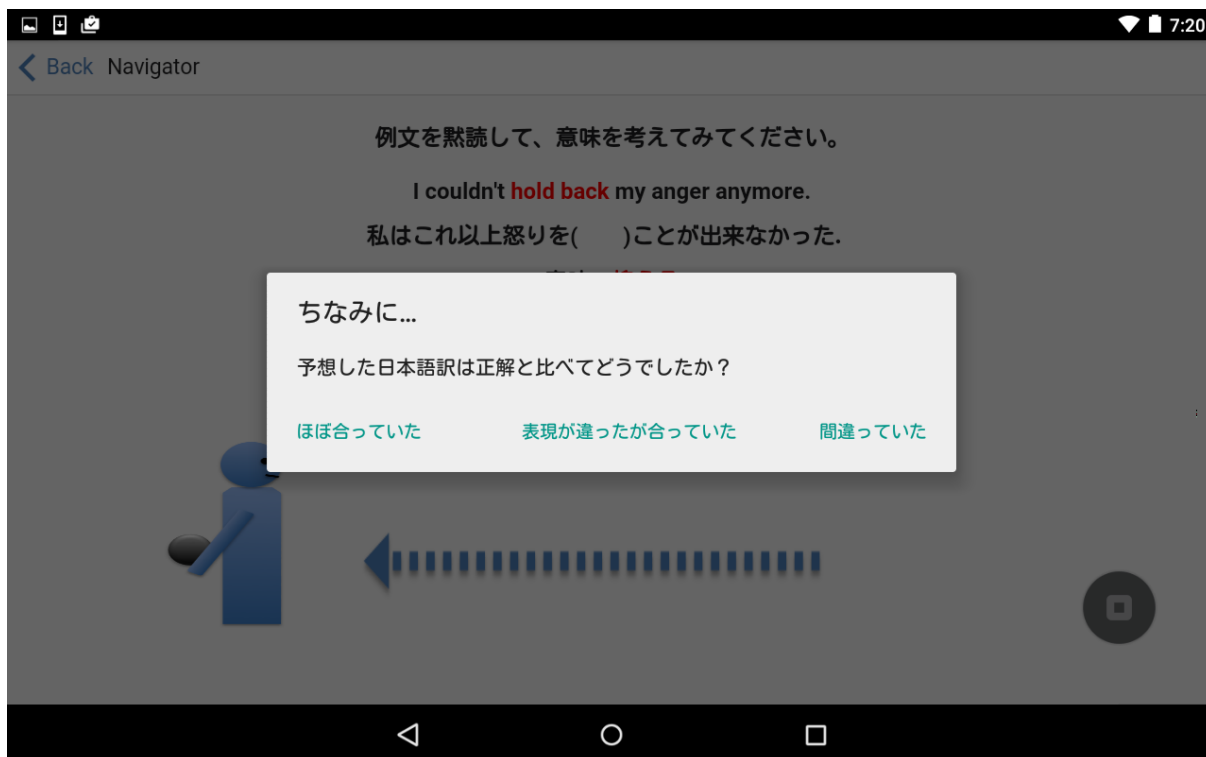 7:20
Back Navigator
例文を黙読して、意味を考えてみてください。
I couldn't hold back my anger anymore.
私はこれ以上怒りを(　　)ことが出来なかった.
ちなみに...
予想した日本語訳は正解と比べてどうでしたか？
ほぼ合っていた 表現が違ったが合っていた 間違っていた